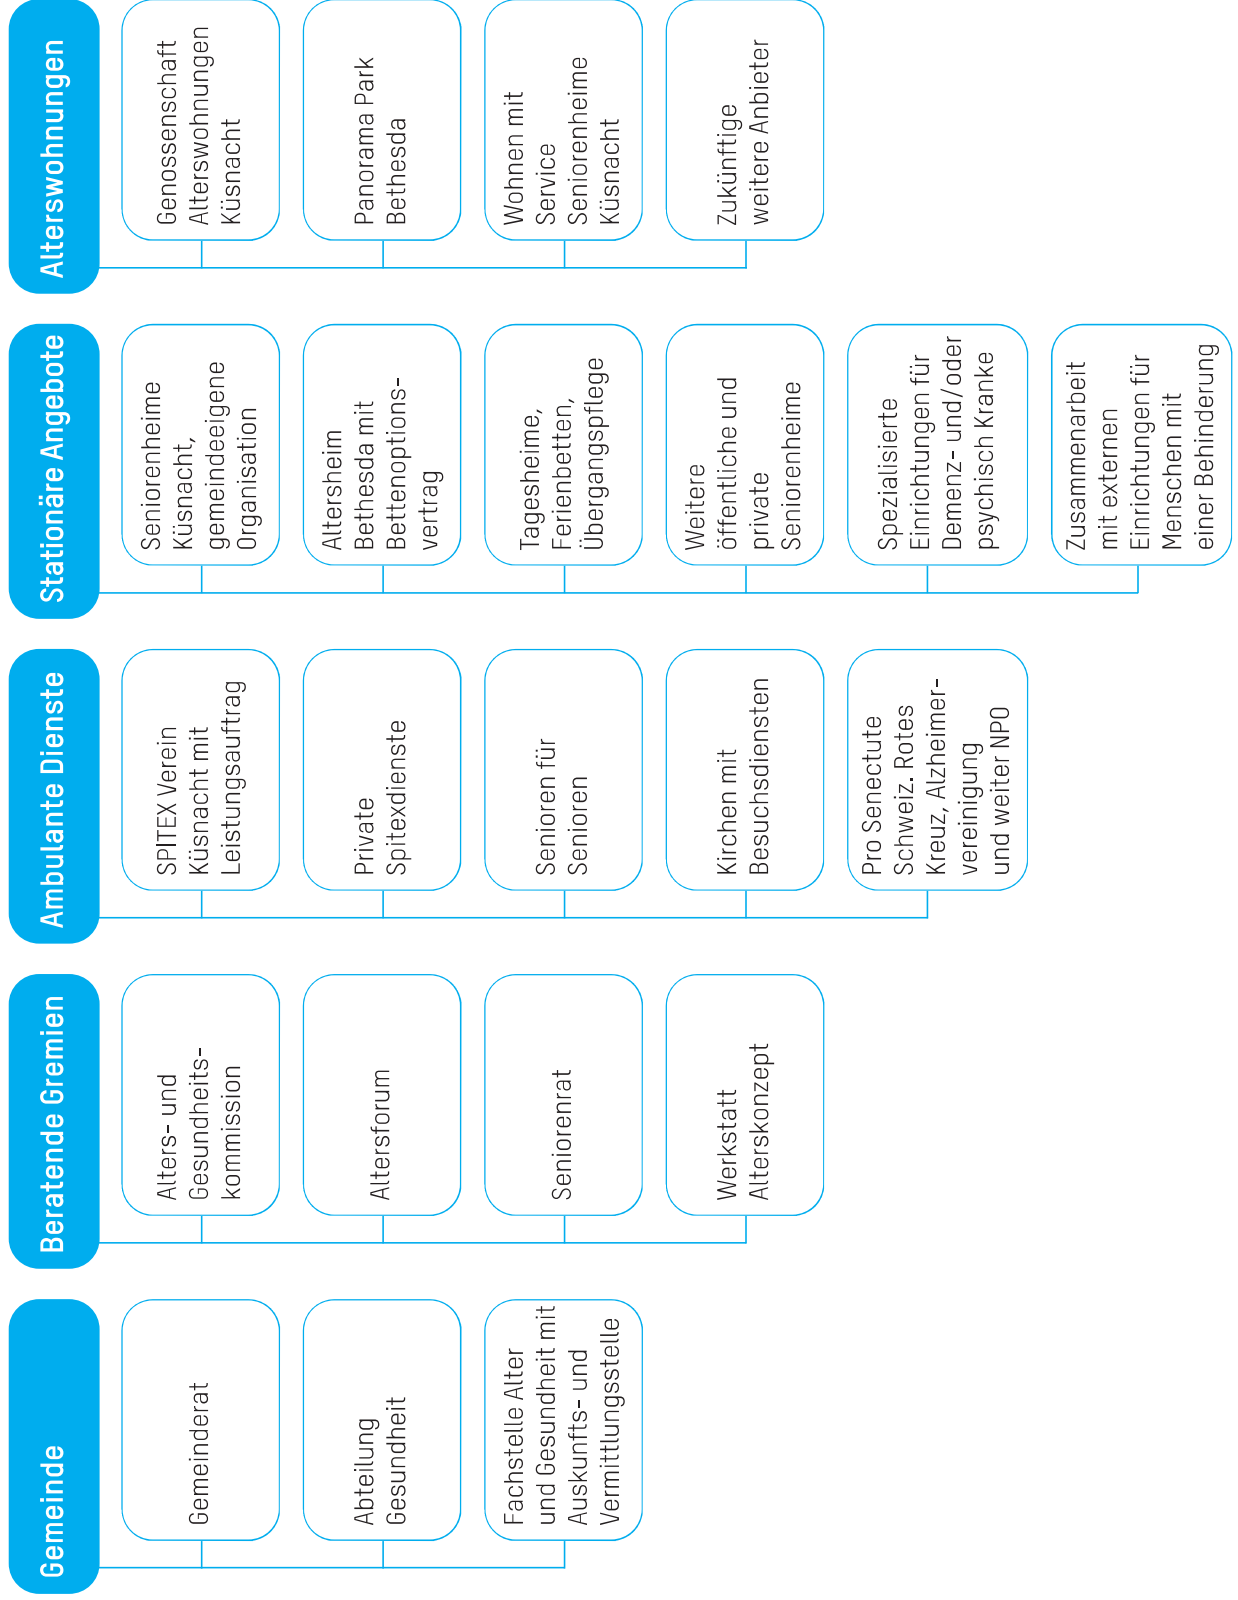 Gemeinde
Gemeinderat
Abteilung
Gesundheit
Fachstelle Alter
und Gesundheit mit
Auskunfts- und
Vermittlungsstelle
Beratende Gremien
Alters- und
Gesundheits-
kommission
Altersforum
Seniorenrat
Werkstatt
Alterskonzept
Ambulante Dienste
SPITEX Verein
Küsnacht mit
Leistungsauftrag
Private
Spitexdienste
Senioren für
Senioren
Kirchen mit
Besuchsdiensten
Pro Senectute
Schweiz. Rotes
Kreuz, Alzheimer-
vereinigung
und weiter NPO
Stationäre Angebote
Seniorenheime
Küsnacht,
gemeindeeigene
Organisation
Altersheim
Bethesda mit
Bettenoptions-
vertrag
Tagesheime,
Ferienbetten,
Übergangspflege
Weitere
öffentliche und
private
Seniorenheime
Spezialisierte
Einrichtungen für
Demenz- und/oder
psychisch Kranke
Zusammenarbeit
mit externen
Einrichtungen für
Menschen mit
einer Behinderung
Alterswohnungen
Genossenschaft
Alterswohnungen
Küsnacht
Panorama Park
Bethesda
Wohnen mit
Service
Seniorenheime
Küsnacht
Zukünftige
weitere Anbieter